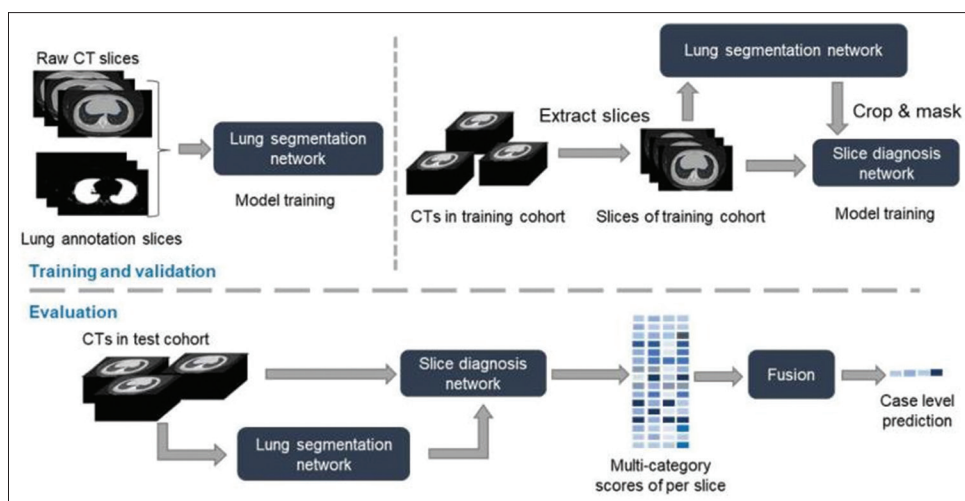 Raw CT slices
Lung segmentation
network
Model training
Lung annotation slices
Training and validation
Lung segmentation network
Extract slices
Crop & mask
Slice diagnosis
network
CTs in training cohort
Slices of training cohort
Model training
Evaluation
CTs in test cohort
Slice diagnosis
network
Lung segmentation
network
Multi-category
scores of per slice
Fusion
Case level
prediction